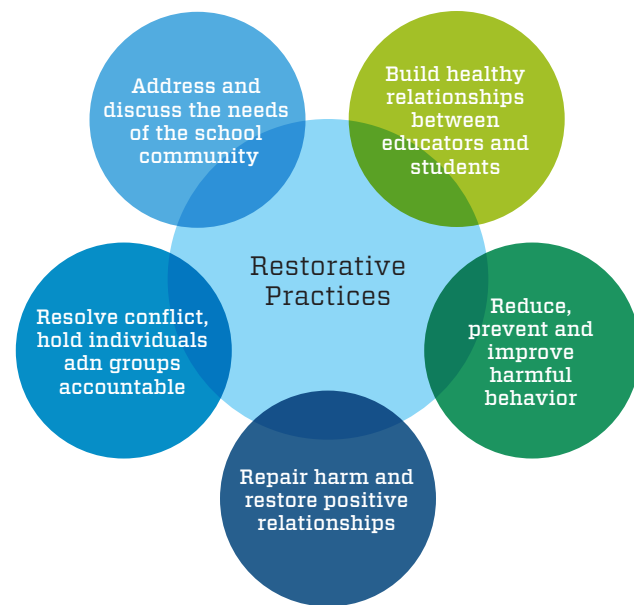 Address and
discuss the needs
of the school
community
Build healthy
relationships
between
educators and
students
Restorative
Practices
Resolve conflict,
hold individuals
adn groups
accountable
Reduce,
prevent and
improve
harmful
behavior
Repair harm and
restore positive
relationships